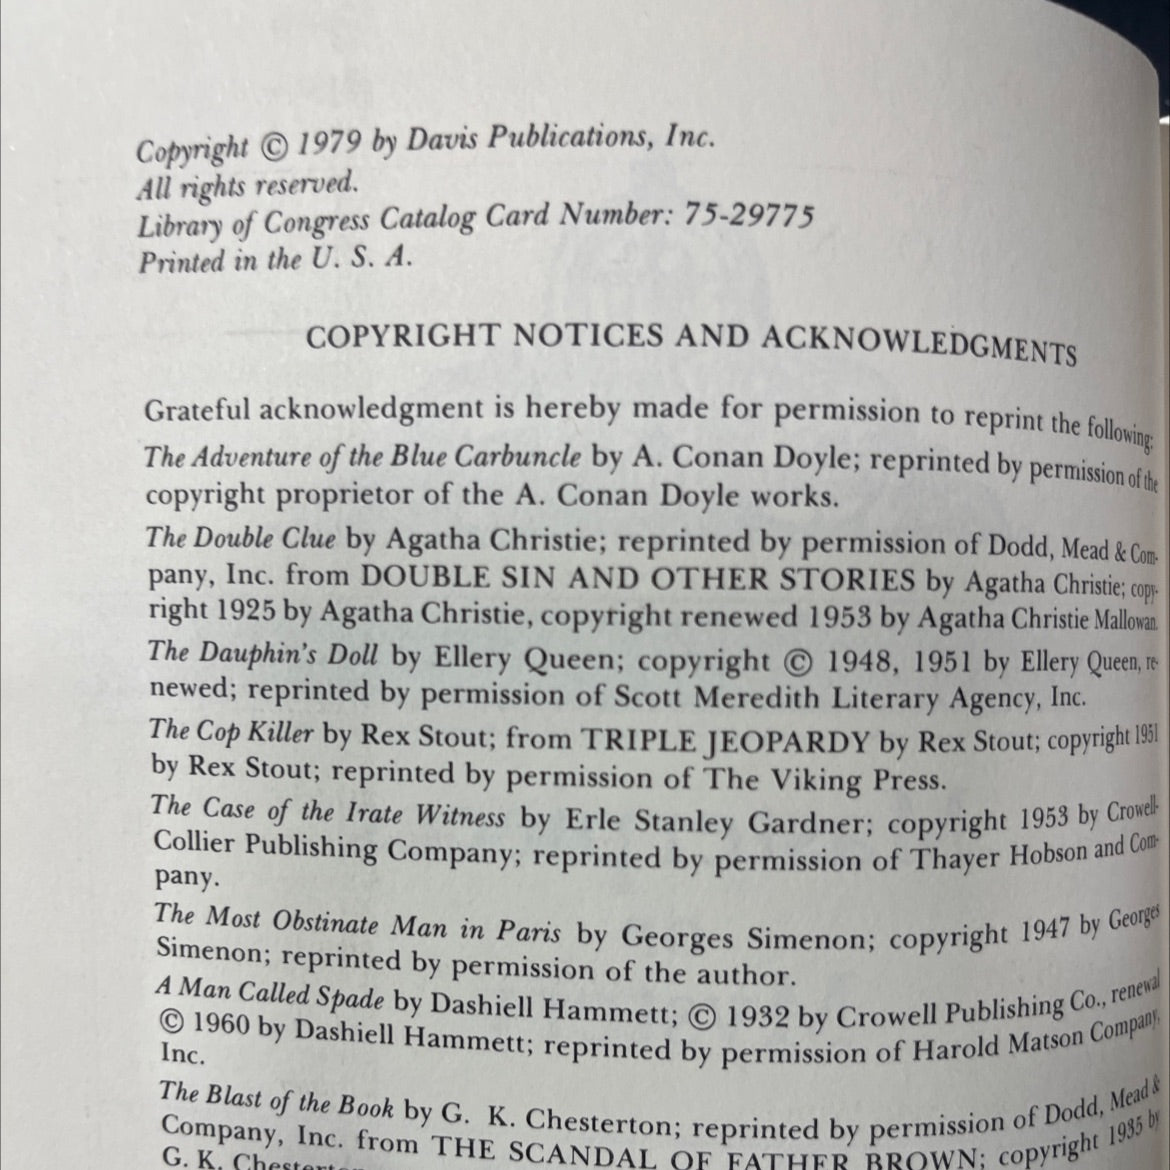 Copyright © 1979 by Davis Publications, Inc.
All rights reserved.
Library of Congress Catalog Card Number: 75-29775
Printed in the U. S. A.
COPYRIGHT NOTICES AND ACKNOWLEDGMENTS
Grateful acknowledgment is hereby made for permission to reprint the following:
The Adventure of the Blue Carbuncle by A. Conan Doyle; reprinted by permission of the
copyright proprietor of the A. Conan Doyle works.
The Double Clue by Agatha Christie; reprinted by permission of Dodd, Mead & Com-
pany, Inc. from DOUBLE SIN AND OTHER STORIES by Agatha Christie; copy-
right 1925 by Agatha Christie, copyright renewed 1953 by Agatha Christie Mallowan.
The Dauphin's Doll by Ellery Queen; copyright © 1948, 1951 by Ellery Queen, re-
newed; reprinted by permission of Scott Meredith Literary Agency, Inc.
The Cop Killer by Rex Stout; from TRIPLE JEOPARDY by Rex Stout; copyright 1951
by Rex Stout; reprinted by permission of The Viking Press.
The Case of the Irate Witness by Erle Stanley Gardner; copyright 1953 by Crowell-
Collier Publishing Company; reprinted by permission of Thayer Hobson and Com-
pany.
The Most Obstinate Man in Paris by Georges Simenon; copyright 1947 by Georges
Simenon; reprinted by permission of the author.
A Man Called Spade by Dashiell Hammett; © 1932 by Crowell Publishing Co., renewal
© 1960 by Dashiell Hammett; reprinted by permission of Harold Matson Company,
Inc.
The Blast of the Book by G. K. Chesterton; reprinted by permission of Dodd, Mead &
Company, Inc. from THE SCANDAL OF FATHER BROWN; copyright 1935 by
G. K.